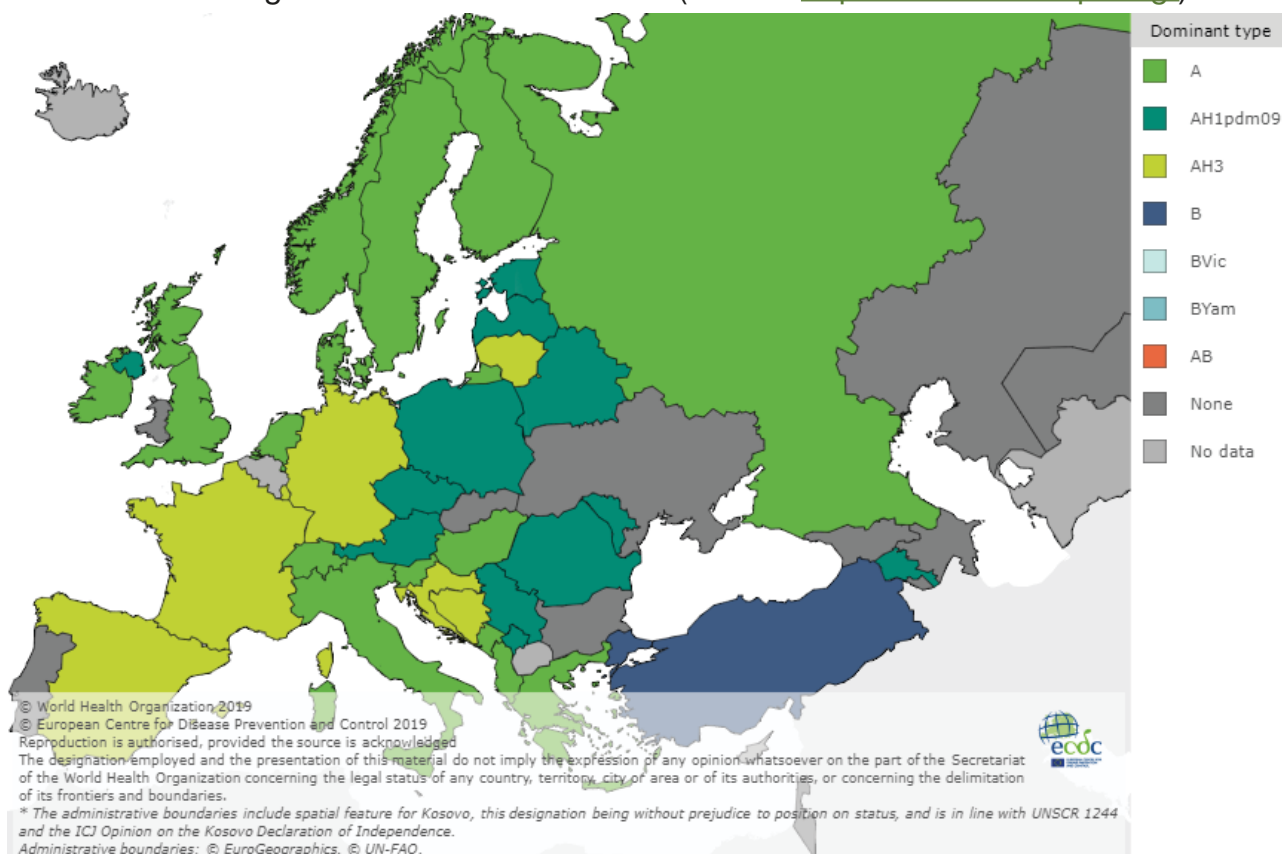 Dominant type
A
AH1pdm09
AH3
B
BVic
BYam
AB
None
No data
© World Health Organization 2019
© European Centre for Disease Prevention and Control 2019
Reproduction is authorised, provided the source is acknowledged
The designation employed and the presentation of this material do not imply the expression of any opinion whatsoever on the part of the Secretariat
of the World Health Organization concerning the legal status of any country, territory, city or area or of its authorities, or concerning the delimitation
of its frontiers and boundaries.
* The administrative boundaries include spatial feature for Kosovo, this designation being without prejudice to position on status, and is in line with UNSCR 1244
and the ICJ Opinion on the Kosovo Declaration of Independence.
Administrative boundaries: © EuroGeographics, © UN-FAO.
ecdc